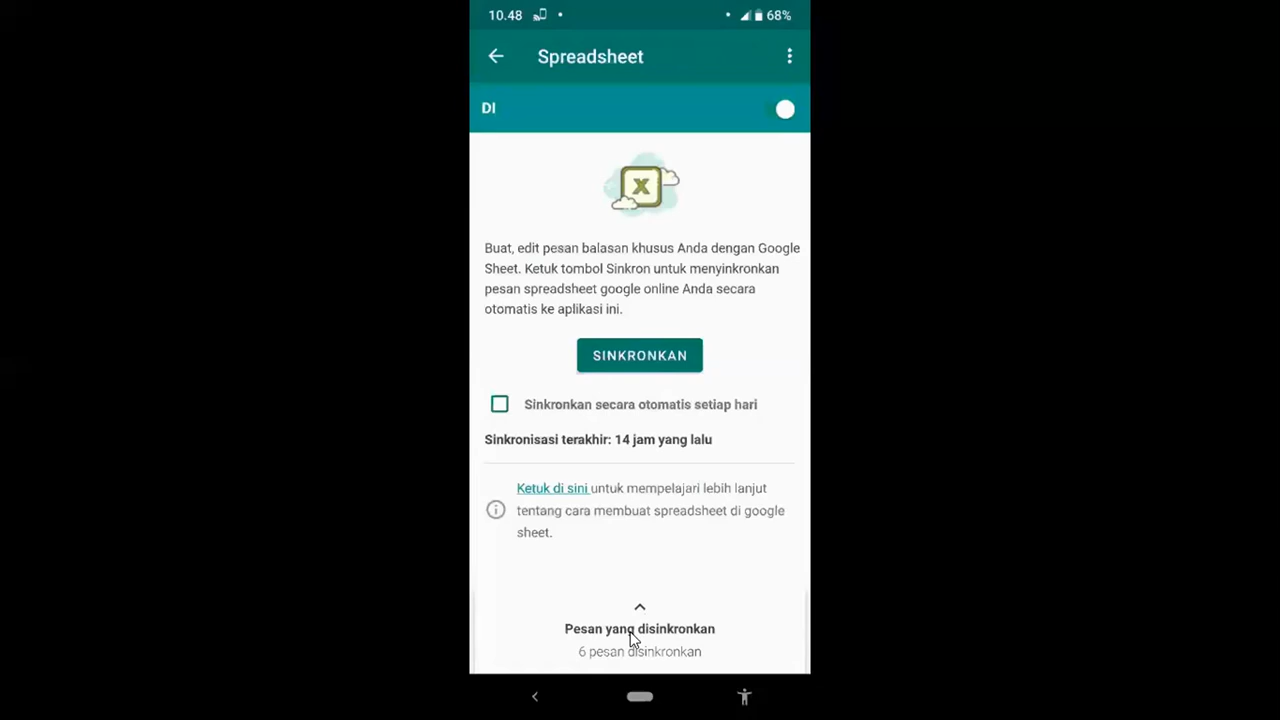 10.48
68%
Spreadsheet
DI
X
Buat, edit pesan balasan khusus Anda dengan Google
Sheet. Ketuk tombol Sinkron untuk menyinkronkan
pesan spreadsheet google online Anda secara
otomatis ke aplikasi ini.
SINKRONKAN
Sinkronkan secara otomatis setiap hari
Sinkronisasi terakhir: 14 jam yang lalu
Ketuk di sini untuk mempelajari lebih lanjut
tentang cara membuat spreadsheet di google
sheet.
Pesan yang disinkronkan
6 pesan disinkronkan